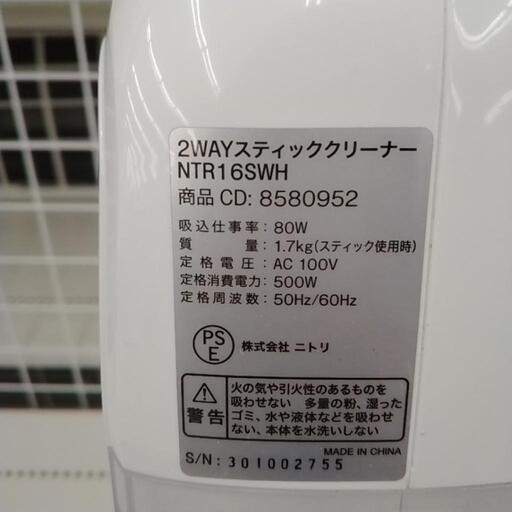 2WAYスティッククリーナー
NTR16SWH
商品 CD: 8580952
吸込仕事率: 80W
質　　量: 1.7kg(スティック使用時)
定格電圧: AC 100V
定格消費電力: 500W
定格周波数: 50Hz/60Hz
PS
E
株式会社 ニトリ
警告
火の気や引火性のあるものを
吸わせない 多量の粉、湿った
ゴミ、水や液体などを吸わせ
ない、本体を水洗いしない
MADE IN CHINA
S/N: 301002755